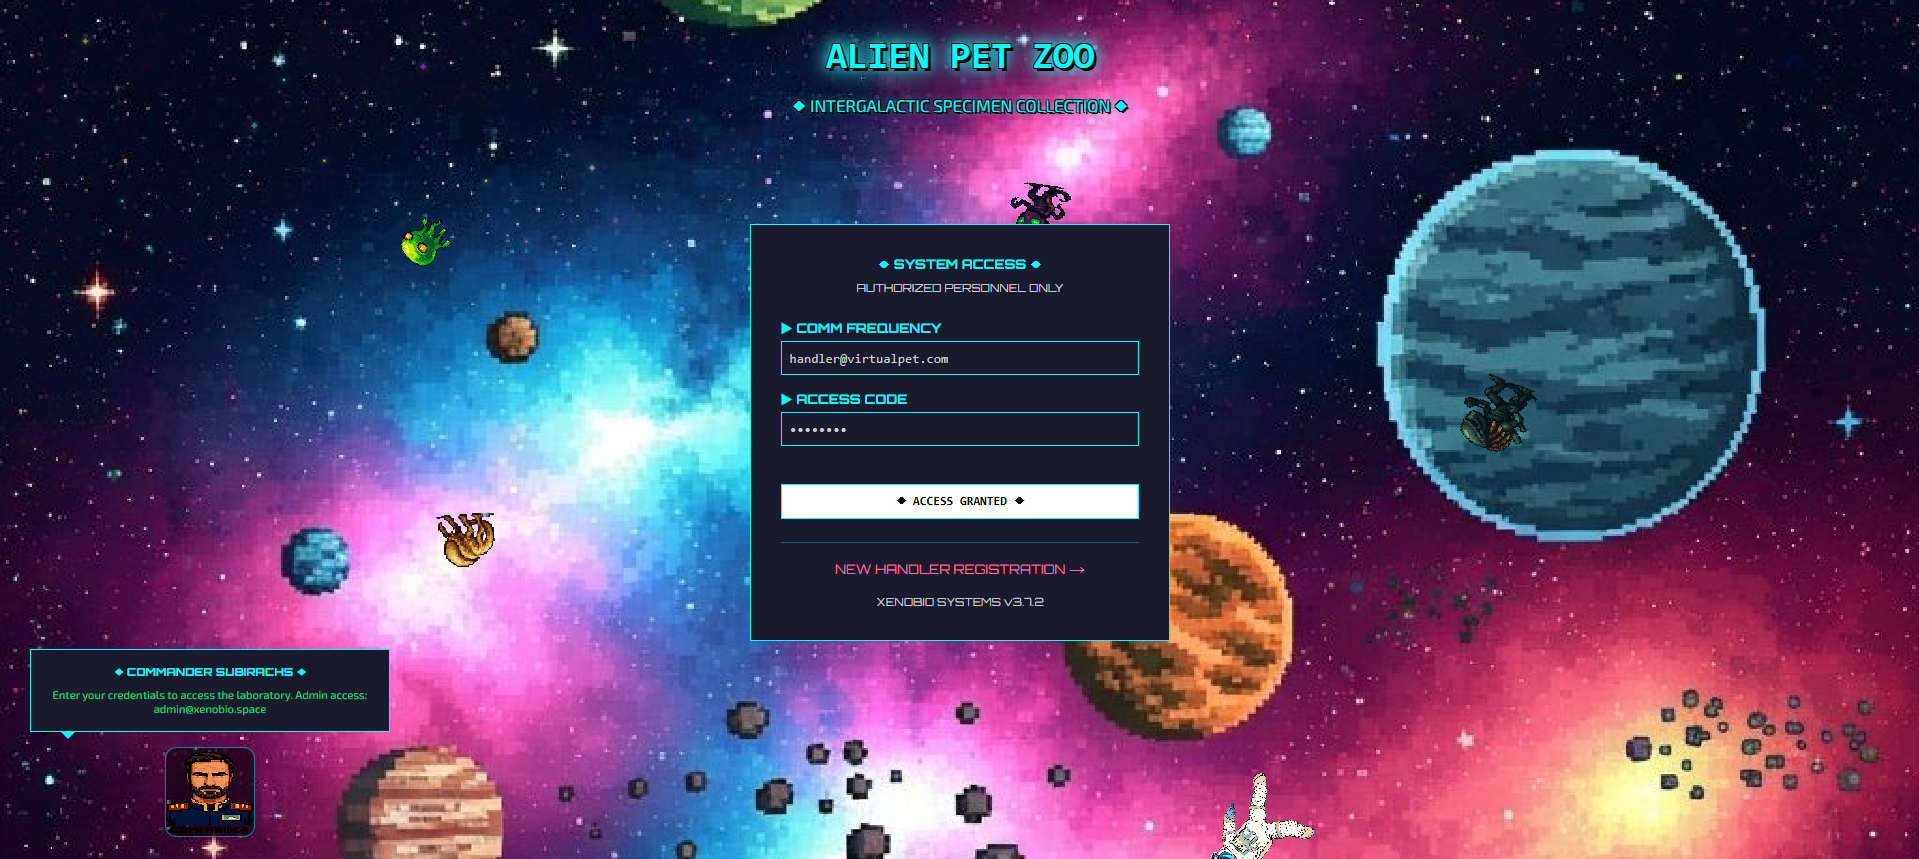 ALIEN PET ZOO
◆ INTERGALACTIC SPECIMEN COLLECTION ◆
◆ SYSTEM ACCESS ◆
AUTHORIZED PERSONNEL ONLY
▶ COMM FREQUENCY
handler@virtualpet.com
▶ ACCESS CODE
••••••••
◆ ACCESS GRANTED ◆
NEW HANDLER REGISTRATION →
XENOBIO SYSTEMS v3.7.2
◆ COMMANDER SUBIRACHS ◆
Enter your credentials to access the laboratory. Admin access:
admin@xenobio.space